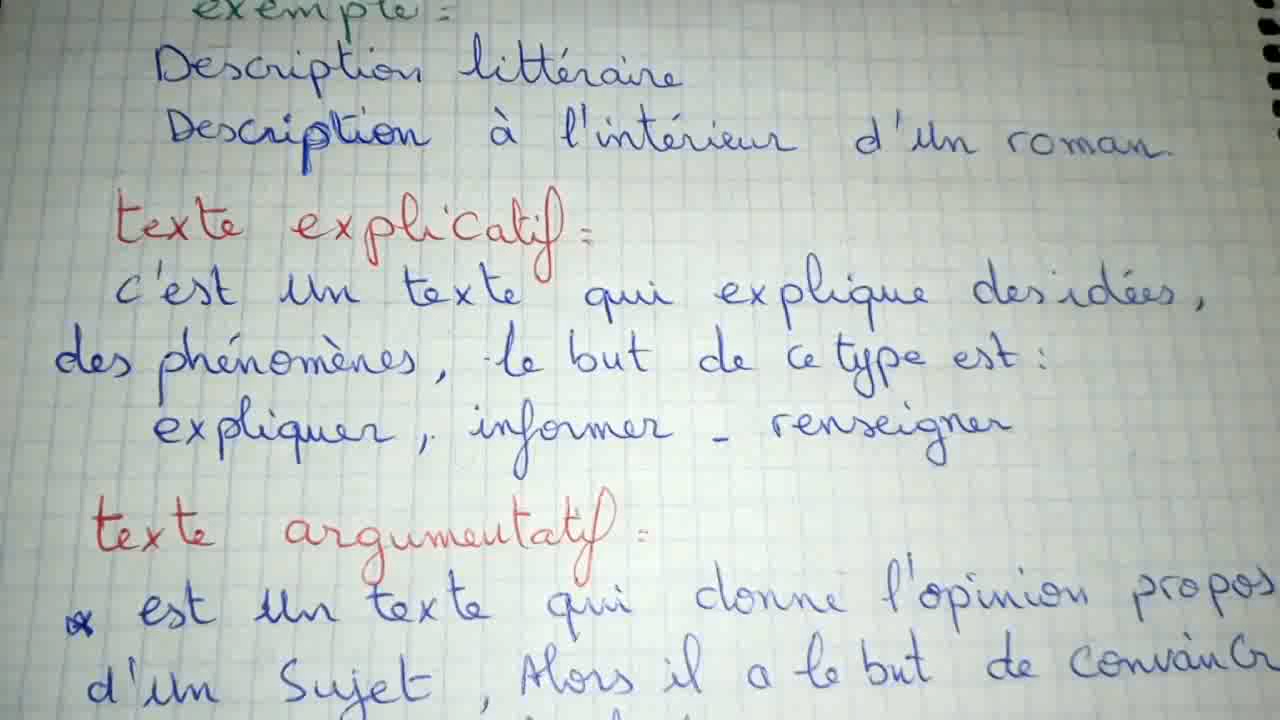 exemple :
Description littéraire
Description à l'intérieur d'un roman.
texte explicatif :
c'est un texte qui explique des idées,
des phénomènes, le but de ce type est :
expliquer, informer - renseigner
texte argumentatif :
* est un texte qui donne l'opinion propos
d'un Sujet, Alors il a le but de convaincr